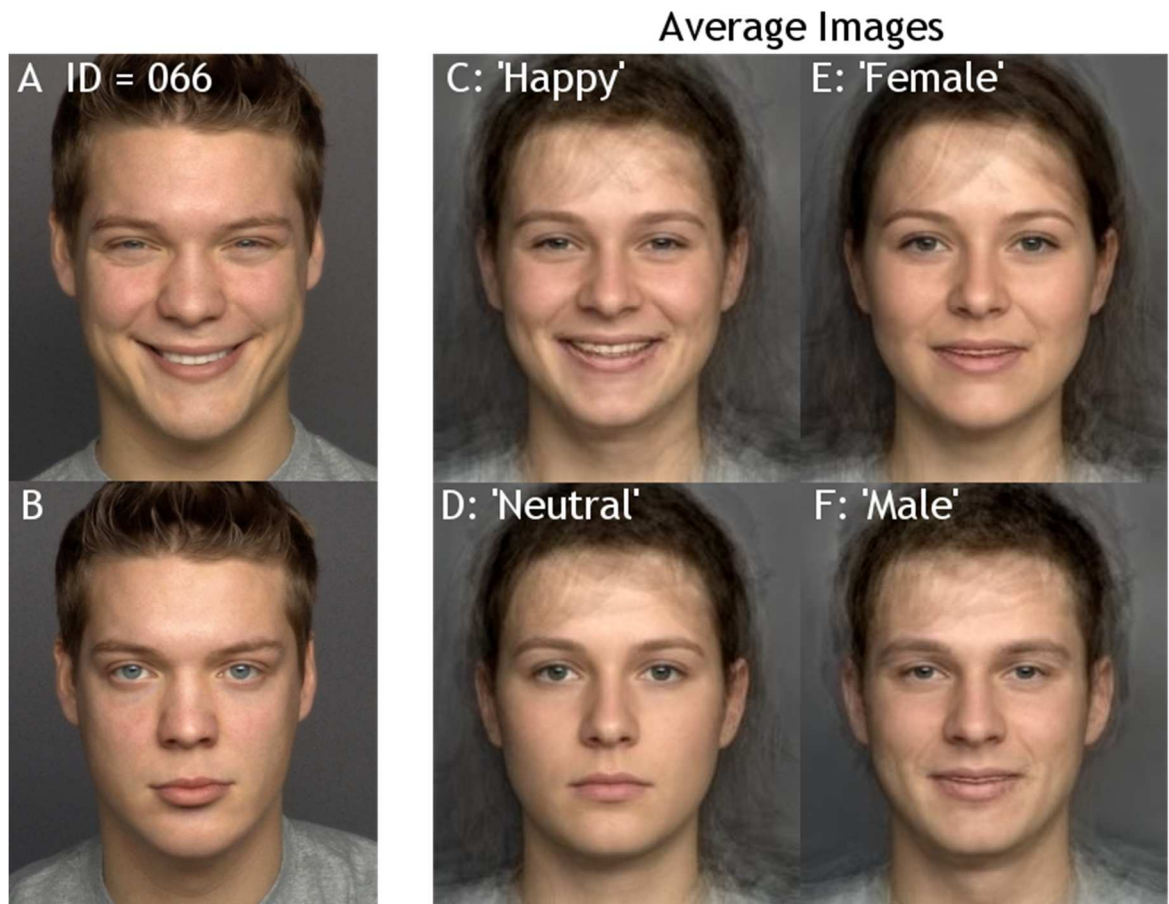 Average Images
A ID = 066
C: 'Happy'
E: 'Female'
B
D: 'Neutral'
F: 'Male'